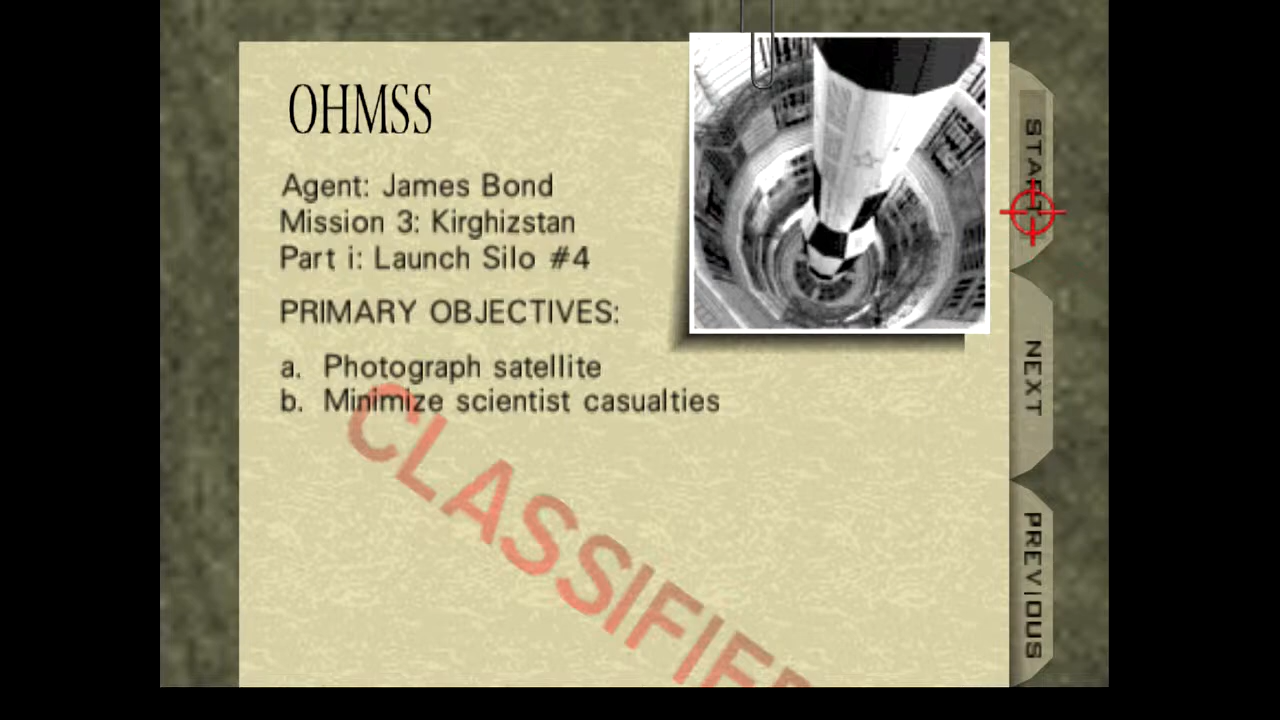 OHMSS
Agent: James Bond
Mission 3: Kirghizstan
Part i: Launch Silo #4
PRIMARY OBJECTIVES:
a. Photograph satellite
b. Minimize scientist casualties
CLASSIFIED
START
NEXT
PREVIOUS